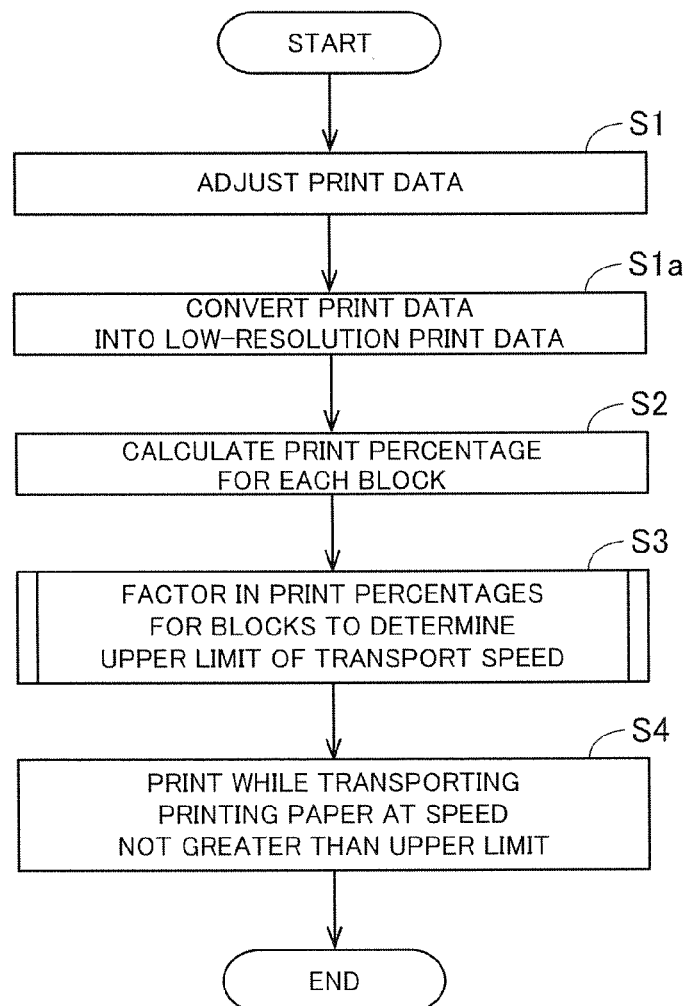 START
S1
ADJUST PRINT DATA
S1a
CONVERT PRINT DATA
INTO LOW-RESOLUTION PRINT DATA
S2
CALCULATE PRINT PERCENTAGE
FOR EACH BLOCK
S3
FACTOR IN PRINT PERCENTAGES
FOR BLOCKS TO DETERMINE
UPPER LIMIT OF TRANSPORT SPEED
S4
PRINT WHILE TRANSPORTING
PRINTING PAPER AT SPEED
NOT GREATER THAN UPPER LIMIT
END